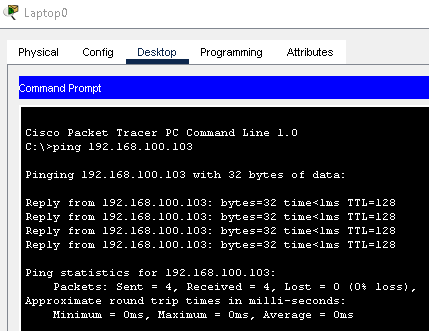 Laptop0
Physical Config Desktop Programming Attributes
Command Prompt
Cisco Packet Tracer PC Command Line 1.0
C:\>ping 192.168.100.103
Pinging 192.168.100.103 with 32 bytes of data:
Reply from 192.168.100.103: bytes=32 time<1ms TTL=128
Reply from 192.168.100.103: bytes=32 time<1ms TTL=128
Reply from 192.168.100.103: bytes=32 time<1ms TTL=128
Reply from 192.168.100.103: bytes=32 time<1ms TTL=128
Ping statistics for 192.168.100.103:
Packets: Sent = 4, Received = 4, Lost = 0 (0% loss),
Approximate round trip times in milli-seconds:
Minimum = 0ms, Maximum = 0ms, Average = 0ms